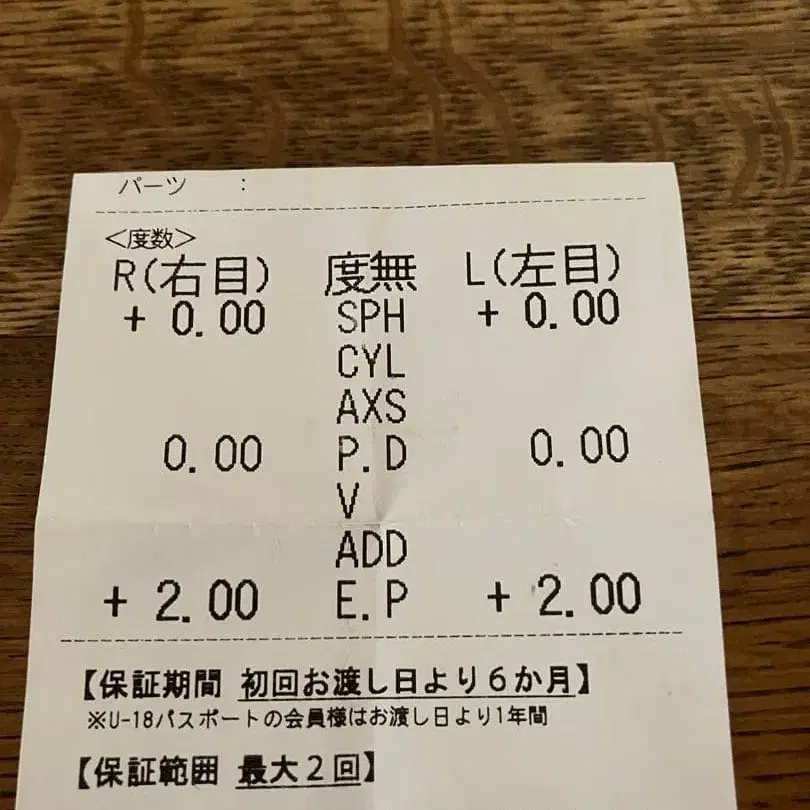 パーツ :
<度数>
R(右目) 度無 L(左目)
+ 0.00 SPH + 0.00
CYL
AXS
0.00 P.D 0.00
V
ADD
+ 2.00 E.P + 2.00
【保証期間 初回お渡し日より6か月】
※U-18パスポートの会員様はお渡し日より1年間
【保証範囲 最大2回】